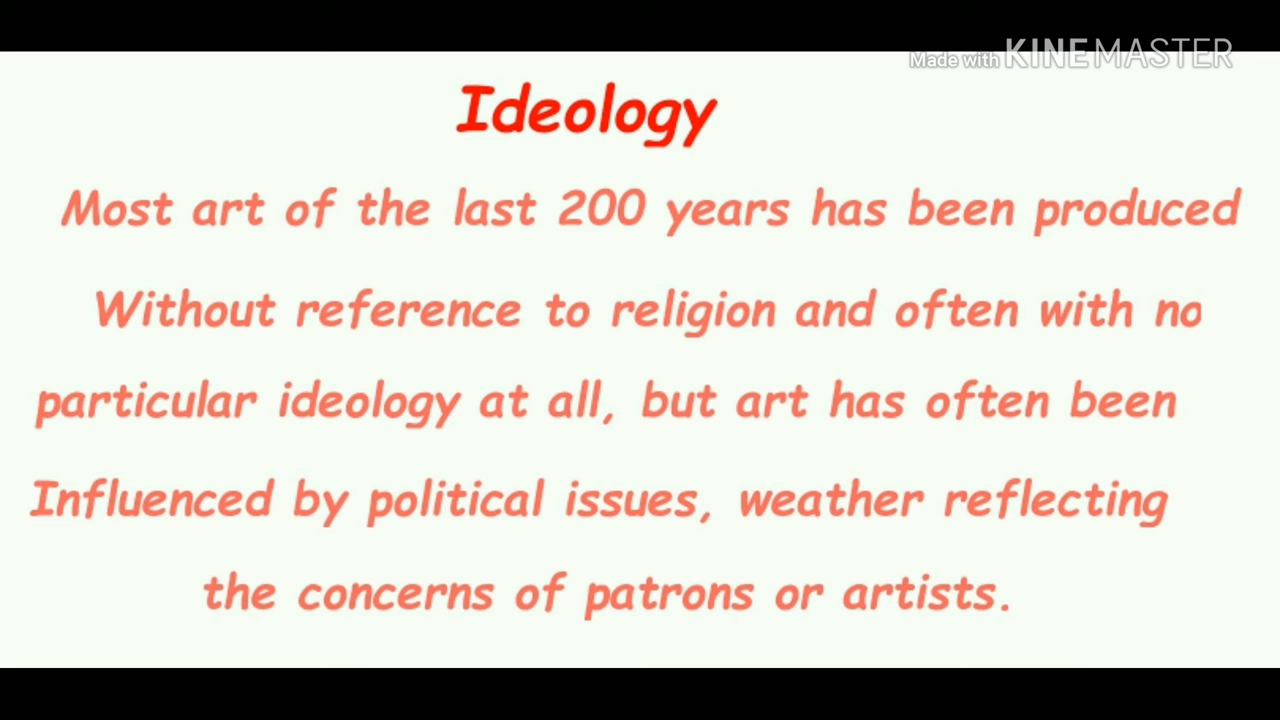 Made with KINEMASTER
Ideology
Most art of the last 200 years has been produced
Without reference to religion and often with no
particular ideology at all, but art has often been
Influenced by political issues, weather reflecting
the concerns of patrons or artists.